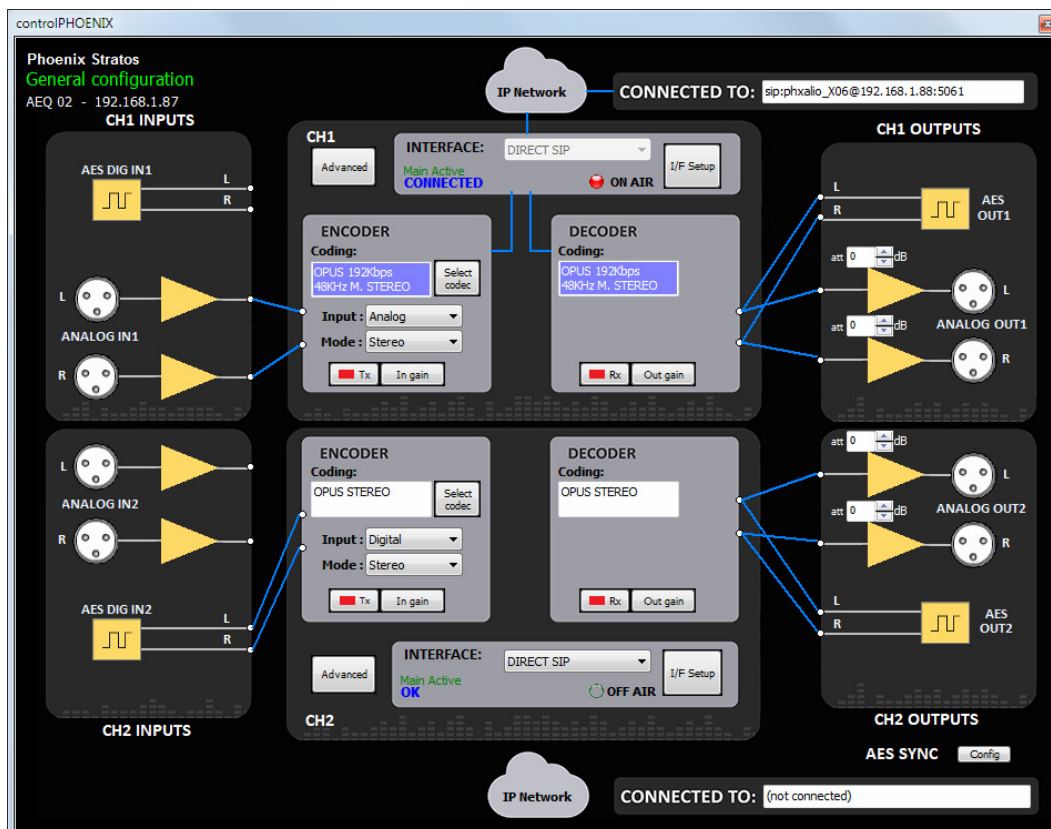 controlPHOENIX
Phoenix Stratos
General configuration
AEQ 02 - 192.168.1.87
IP Network
CONNECTED TO: sip:phxalio_X06@192.168.1.88:5061
CH1 INPUTS
AES DIG IN1
L
R
L
ANALOG IN1
R
CH1
Advanced
INTERFACE: DIRECT SIP
Main Active
CONNECTED
ON AIR
I/F Setup
ENCODER
Coding:
OPUS 192Kbps
48KHz M. STEREO
Select
codec
Input : Analog
Mode : Stereo
Tx
In gain
DECODER
Coding:
OPUS 192Kbps
48KHz M. STEREO
Rx
Out gain
CH1 OUTPUTS
L
R
AES
OUT1
att 0 dB
L
ANALOG OUT1
att 0 dB
R
L
ANALOG IN2
R
AES DIG IN2
L
R
CH2 INPUTS
ENCODER
Coding:
OPUS STEREO
Select
codec
Input : Digital
Mode : Stereo
Tx
In gain
DECODER
Coding:
OPUS STEREO
Rx
Out gain
Advanced
INTERFACE: DIRECT SIP
Main Active
OK
OFF AIR
I/F Setup
CH2
att 0 dB
L
ANALOG OUT2
att 0 dB
R
L
R
AES
OUT2
CH2 OUTPUTS
AES SYNC Config
IP Network
CONNECTED TO: (not connected)